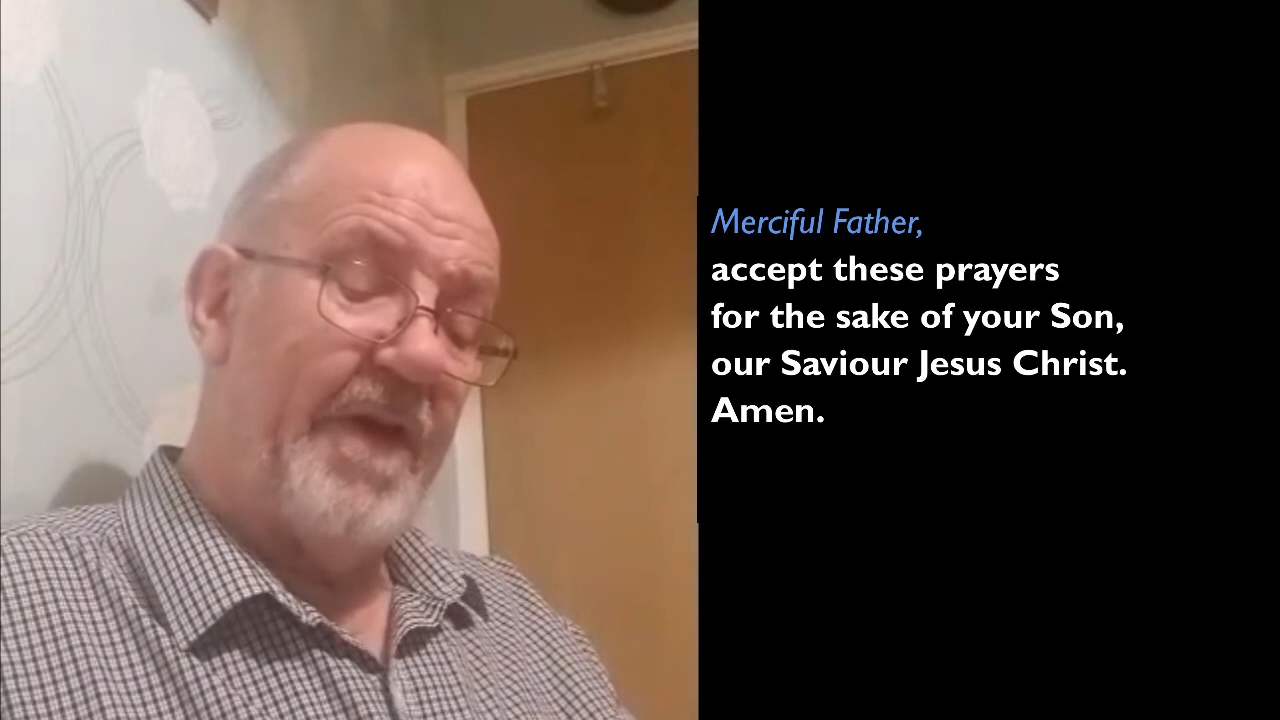 Merciful Father,
accept these prayers
for the sake of your Son,
our Saviour Jesus Christ.
Amen.